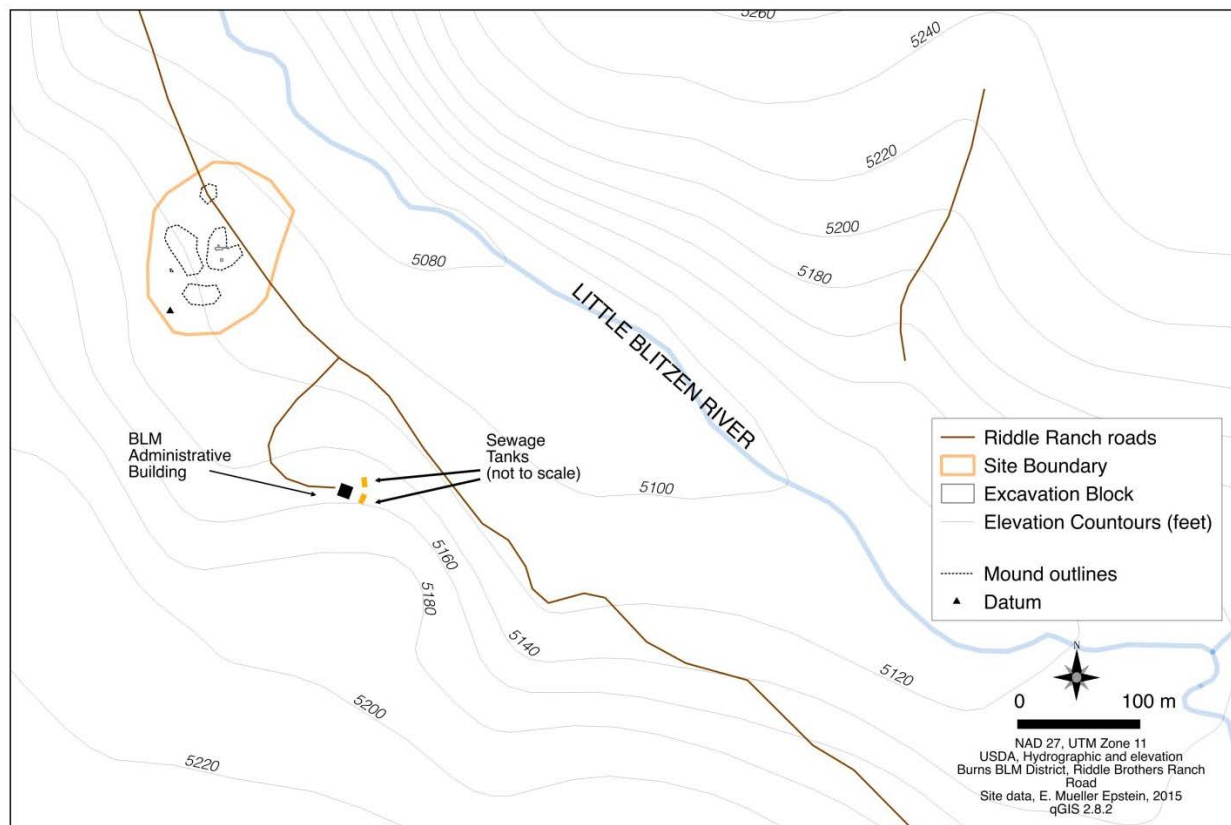 5260
5240
5220
5200
5180
5080
LITTLE BLITZEN RIVER
BLM
Administrative
Building
Sewage
Tanks
(not to scale)
5100
5160
5180
5140
5120
5200
5220
Riddle Ranch roads
Site Boundary
Excavation Block
Elevation Countours (feet)
Mound outlines
Datum
N
0 100 m
NAD 27, UTM Zone 11
USDA, Hydrographic and elevation
Burns BLM District, Riddle Brothers Ranch
Road
Site data, E. Mueller Epstein, 2015
qGIS 2.8.2